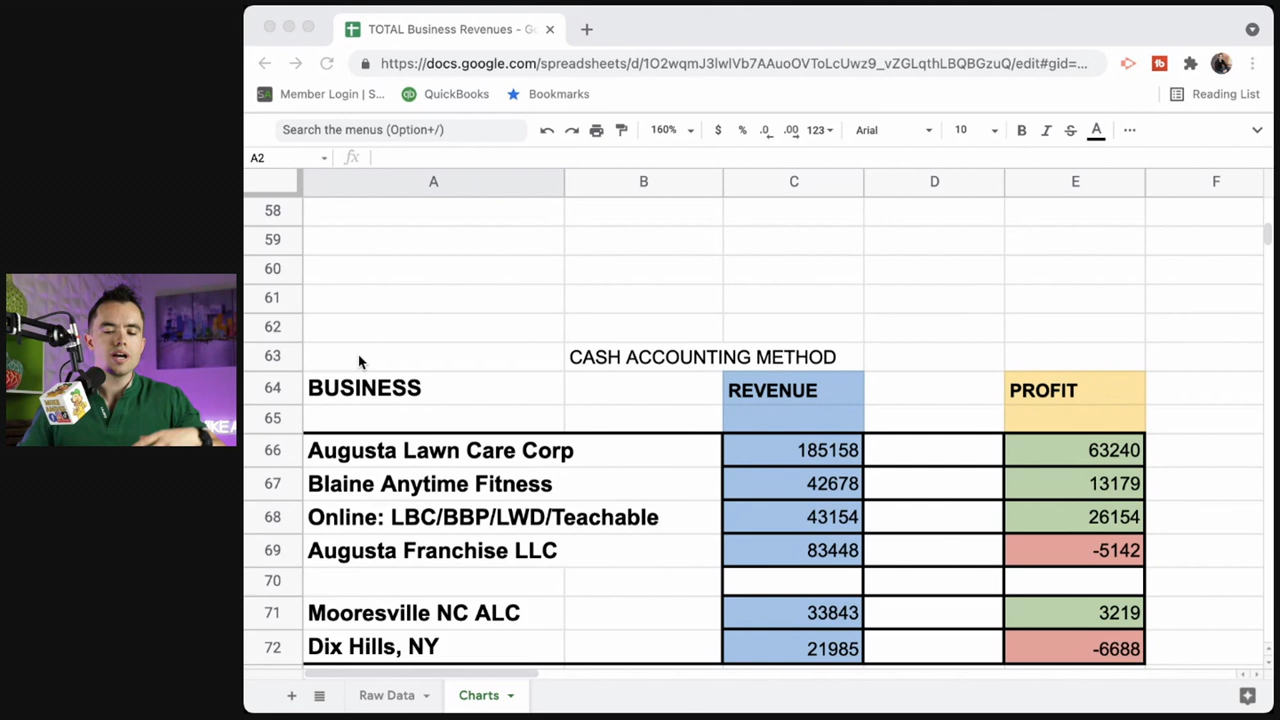 TOTAL Business Revenues - Go
https://docs.google.com/spreadsheets/d/1O2wqmJ3lwlVb7AAuoOVToLcUwz9_vZGLqthLBQBGzuQ/edit#gid=...
Member Login | S... QuickBooks Bookmarks Reading List
Search the menus (Option+/) 160% $ % .0 .00 123 Arial 10 B I S A
A2 fx
A B C D E F
58
59
60
61
62
63 CASH ACCOUNTING METHOD
64 BUSINESS REVENUE PROFIT
65
66 Augusta Lawn Care Corp 185158 63240
67 Blaine Anytime Fitness 42678 13179
68 Online: LBC/BBP/LWD/Teachable 43154 26154
69 Augusta Franchise LLC 83448 -5142
70
71 Mooresville NC ALC 33843 3219
72 Dix Hills, NY 21985 -6688
Raw Data Charts